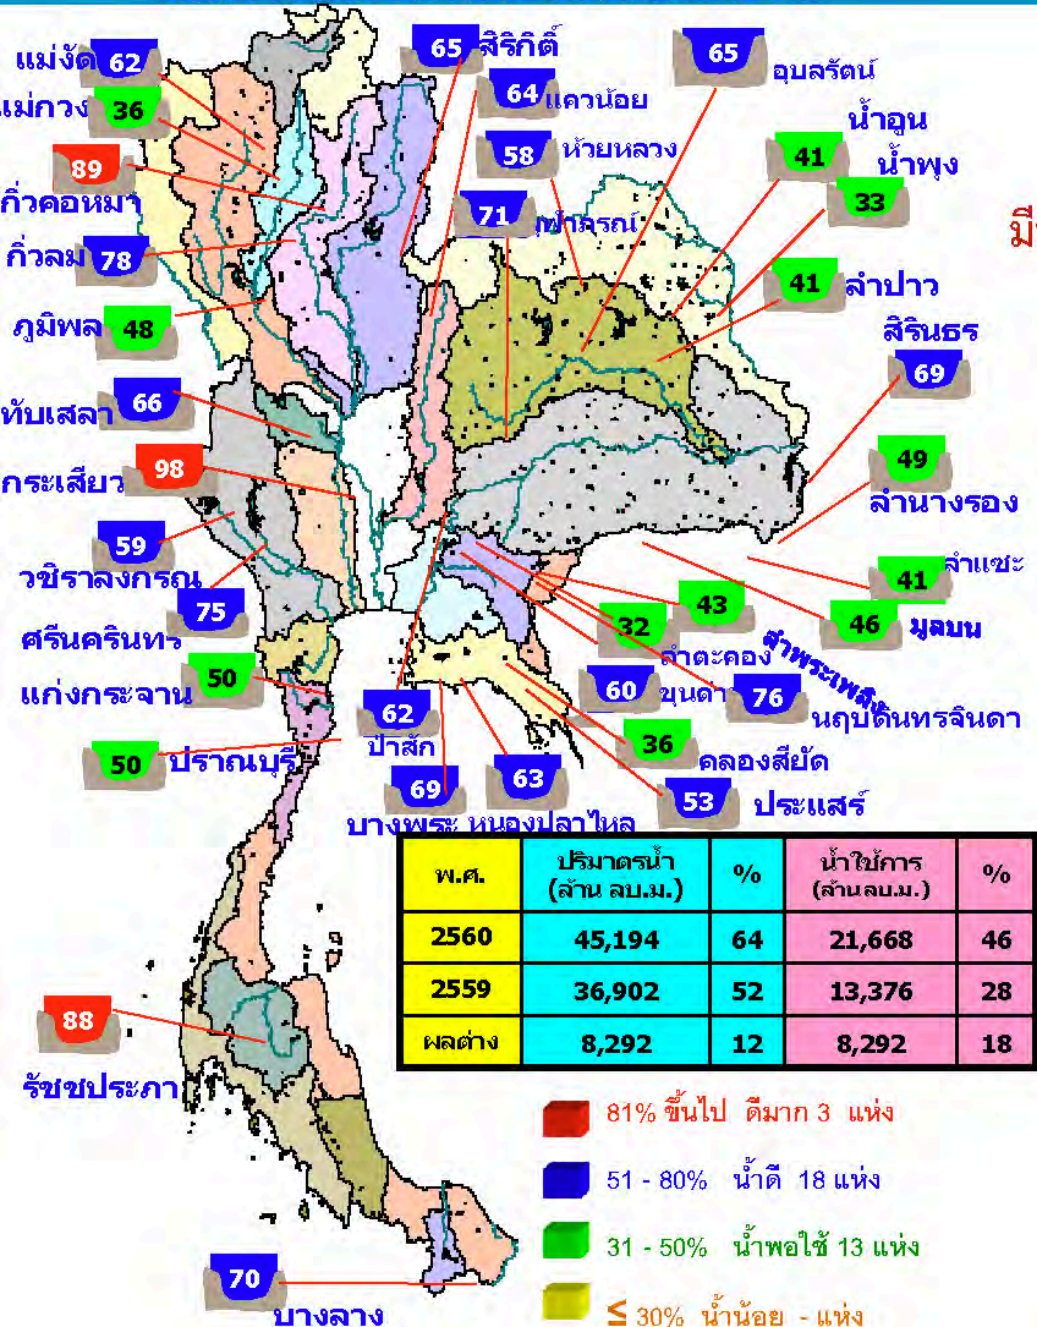 แม่งัด 62
แม่กวง 36
89
กิ่วคอหมา
กิ่วลม 78
ภูมิพล 48
ทับเสลา 66
กระเสียว 98
59
วชิราลงกรณ
75
ศรีนครินทร
แก่งกระจาน 50
50 ปราณบุรี
88
รัชชประภา
70
บางลาง
65 สิริกิติ์
64 แควน้อย
58 ห้วยหลวง
71
65 อุบลรัตน์
น้ำอูน
41
น้ำพุง
33
41 ลำปาว
สิรินธร
69
49
ลำนางรอง
ลำแชะ
41
46 มูลบน
43
ลำพระเพลิง
32
ลำตะคอง
60 ขุนด่า
76
นฤบดินทรจินดา
36
คลองสียัด
53 ประแสร์
62
ป่าสัก
69
บางพระ
63
หนองปลาไหล
มี
พ.ศ. ปริมาตรน้ำ (ล้าน ลบ.ม.) % น้ำใช้การ (ล้านลบ.ม.) %
2560 45,194 64 21,668 46
2559 36,902 52 13,376 28
ผลต่าง 8,292 12 8,292 18
81% ขึ้นไป ดีมาก 3 แห่ง
51 - 80% น้ำดี 18 แห่ง
31 - 50% น้ำพอใช้ 13 แห่ง
≤ 30% น้ำน้อย - แห่ง